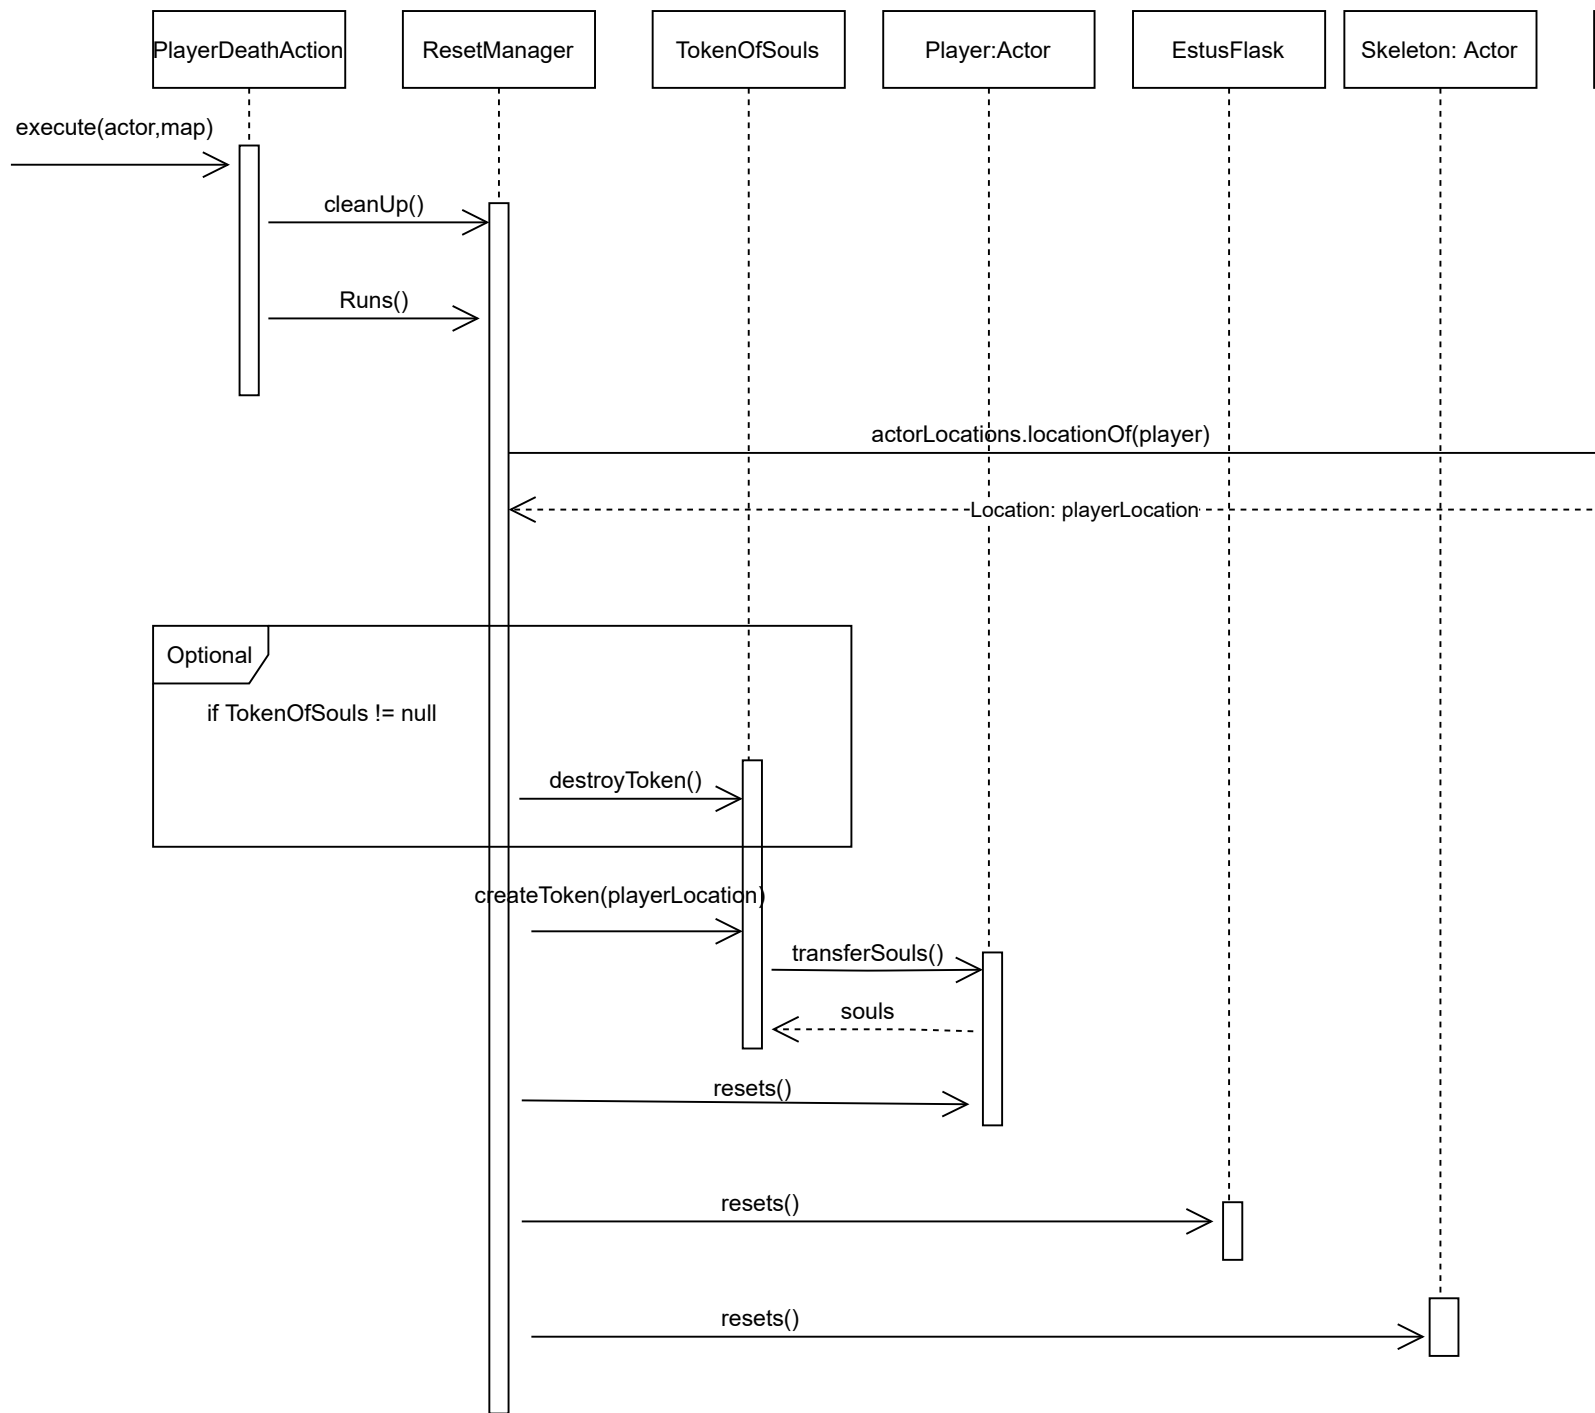 PlayerDeathAction
ResetManager
TokenOfSouls
Player:Actor
EstusFlask
Skeleton: Actor
execute(actor,map)
cleanUp()
Runs()
actorLocations.locationOf(player)
Location: playerLocation
Optional
if TokenOfSouls != null
destroyToken()
createToken(playerLocation)
transferSouls()
souls
resets()
resets()
resets()